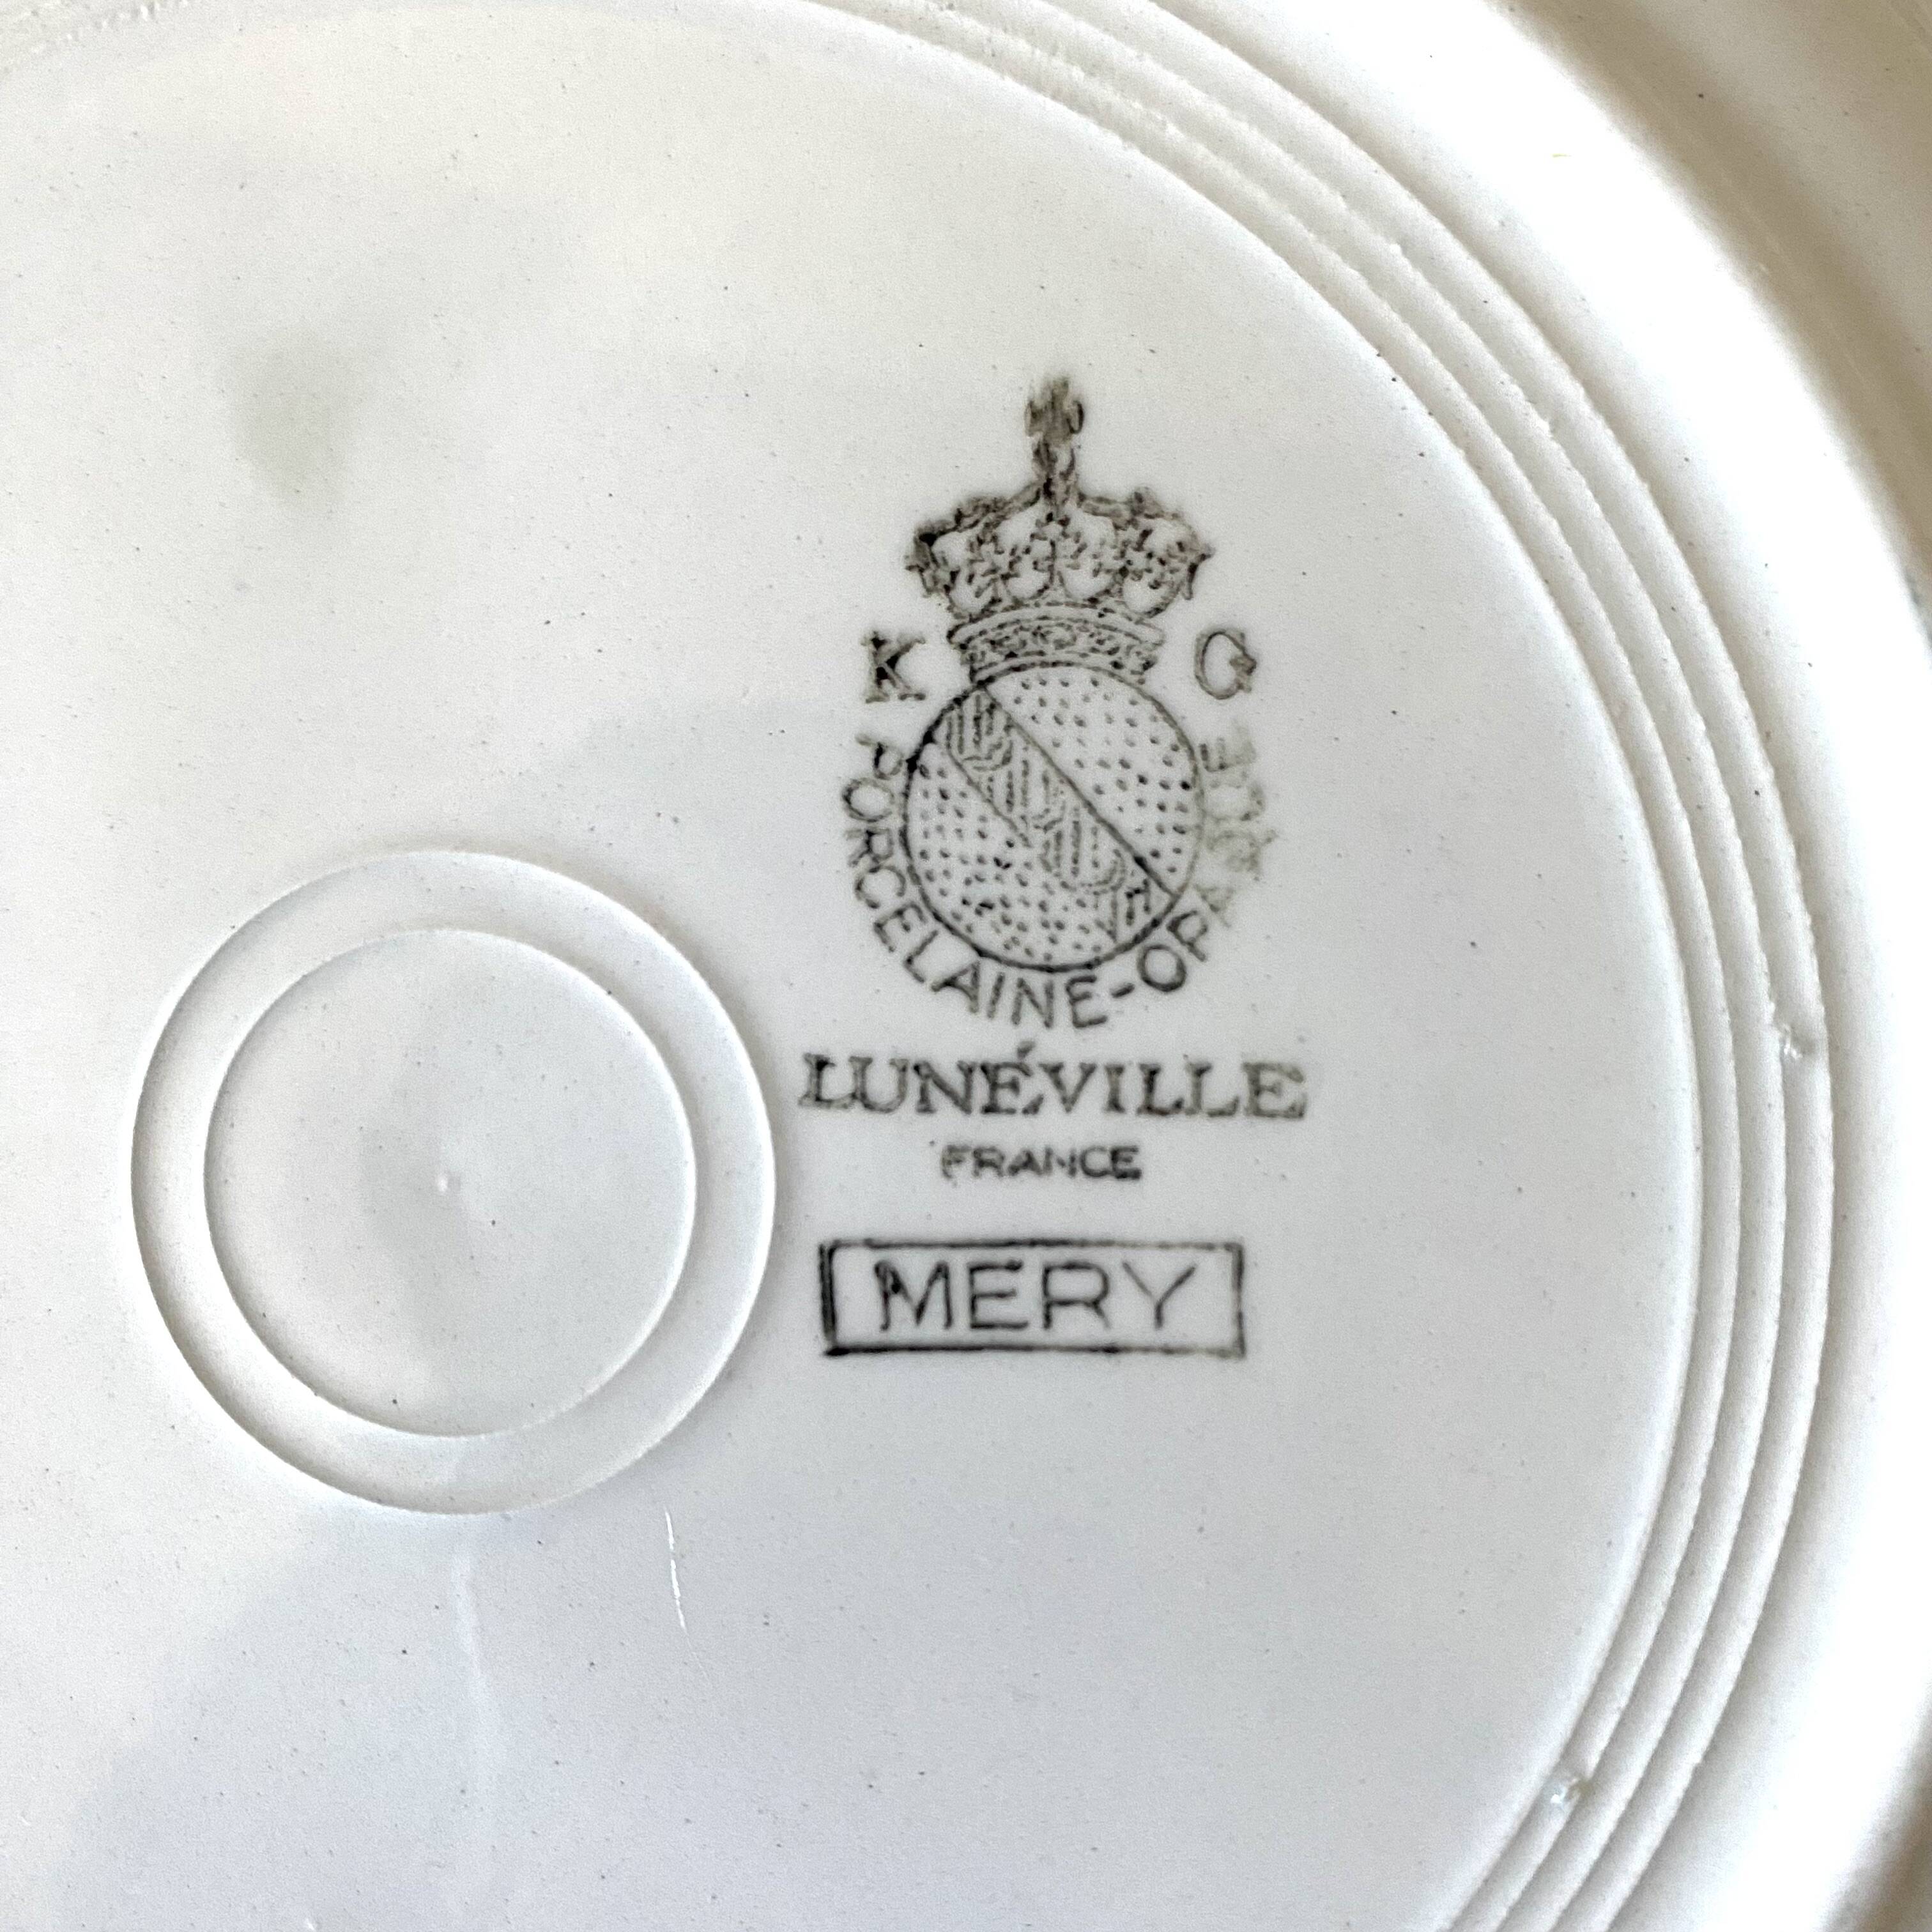 K G
PORCELAINE-OPAQUE
LUNÉVILLE
FRANCE
MERY